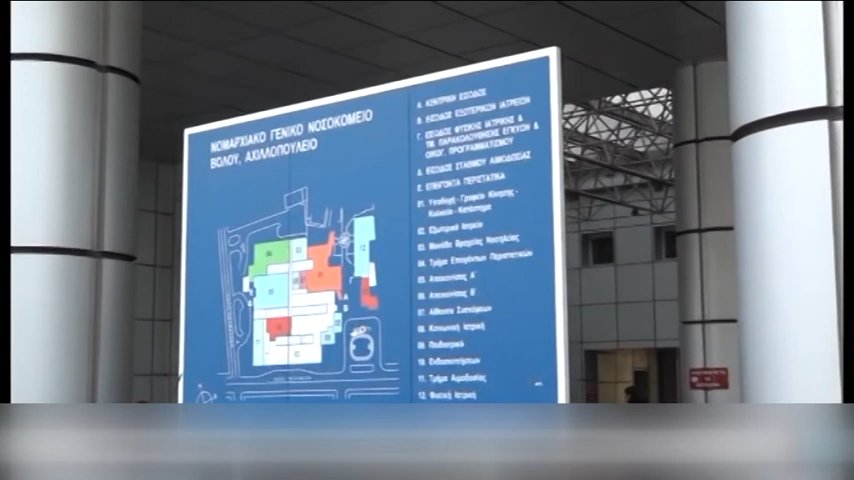 ΝΟΜΑΡΧΙΑΚΟ ΓΕΝΙΚΟ ΝΟΣΟΚΟΜΕΙΟ
ΒΟΛΟΥ, ΑΧΙΛΛΟΠΟΥΛΕΙΟ
Α. ΚΕΝΤΡΙΚΗ ΕΙΣΟΔΟΣ
Β. ΕΙΣΟΔΟΣ ΕΞΩΤΕΡΙΚΩΝ ΙΑΤΡΕΙΩΝ
Γ. ΕΙΣΟΔΟΣ ΦΥΣΙΚΗΣ ΙΑΤΡΙΚΗΣ &
ΤΜ. ΠΑΡΑΚΟΛΟΥΘΗΣΗΣ ΕΓΚΥΩΝ &
ΟΙΚΟΓ. ΠΡΟΓΡΑΜΜΑΤΙΣΜΟΥ
Δ. ΕΙΣΟΔΟΣ ΣΤΑΘΜΟΥ ΑΙΜΟΔΟΣΙΑΣ
Ε. ΕΠΕΙΓΟΝΤΑ ΠΕΡΙΣΤΑΤΙΚΑ
01. Υποδοχή - Γραφείο Κίνησης -
Κυλικείο - Κατάστημα
02. Εξωτερικά Ιατρεία
03. Μονάδα Βραχείας Νοσηλείας
04. Τμήμα Επειγόντων Περιστατικών
05. Απεικονίσεις Α΄
06. Απεικονίσεις Β΄
07. Αίθουσα Συσκέψεων
08. Κοινωνική Ιατρική
09. Παιδιατρικό
10. Ενδοσκοπήσεων
11. Τμήμα Αιμοδοσίας
12. Φυσική Ιατρική